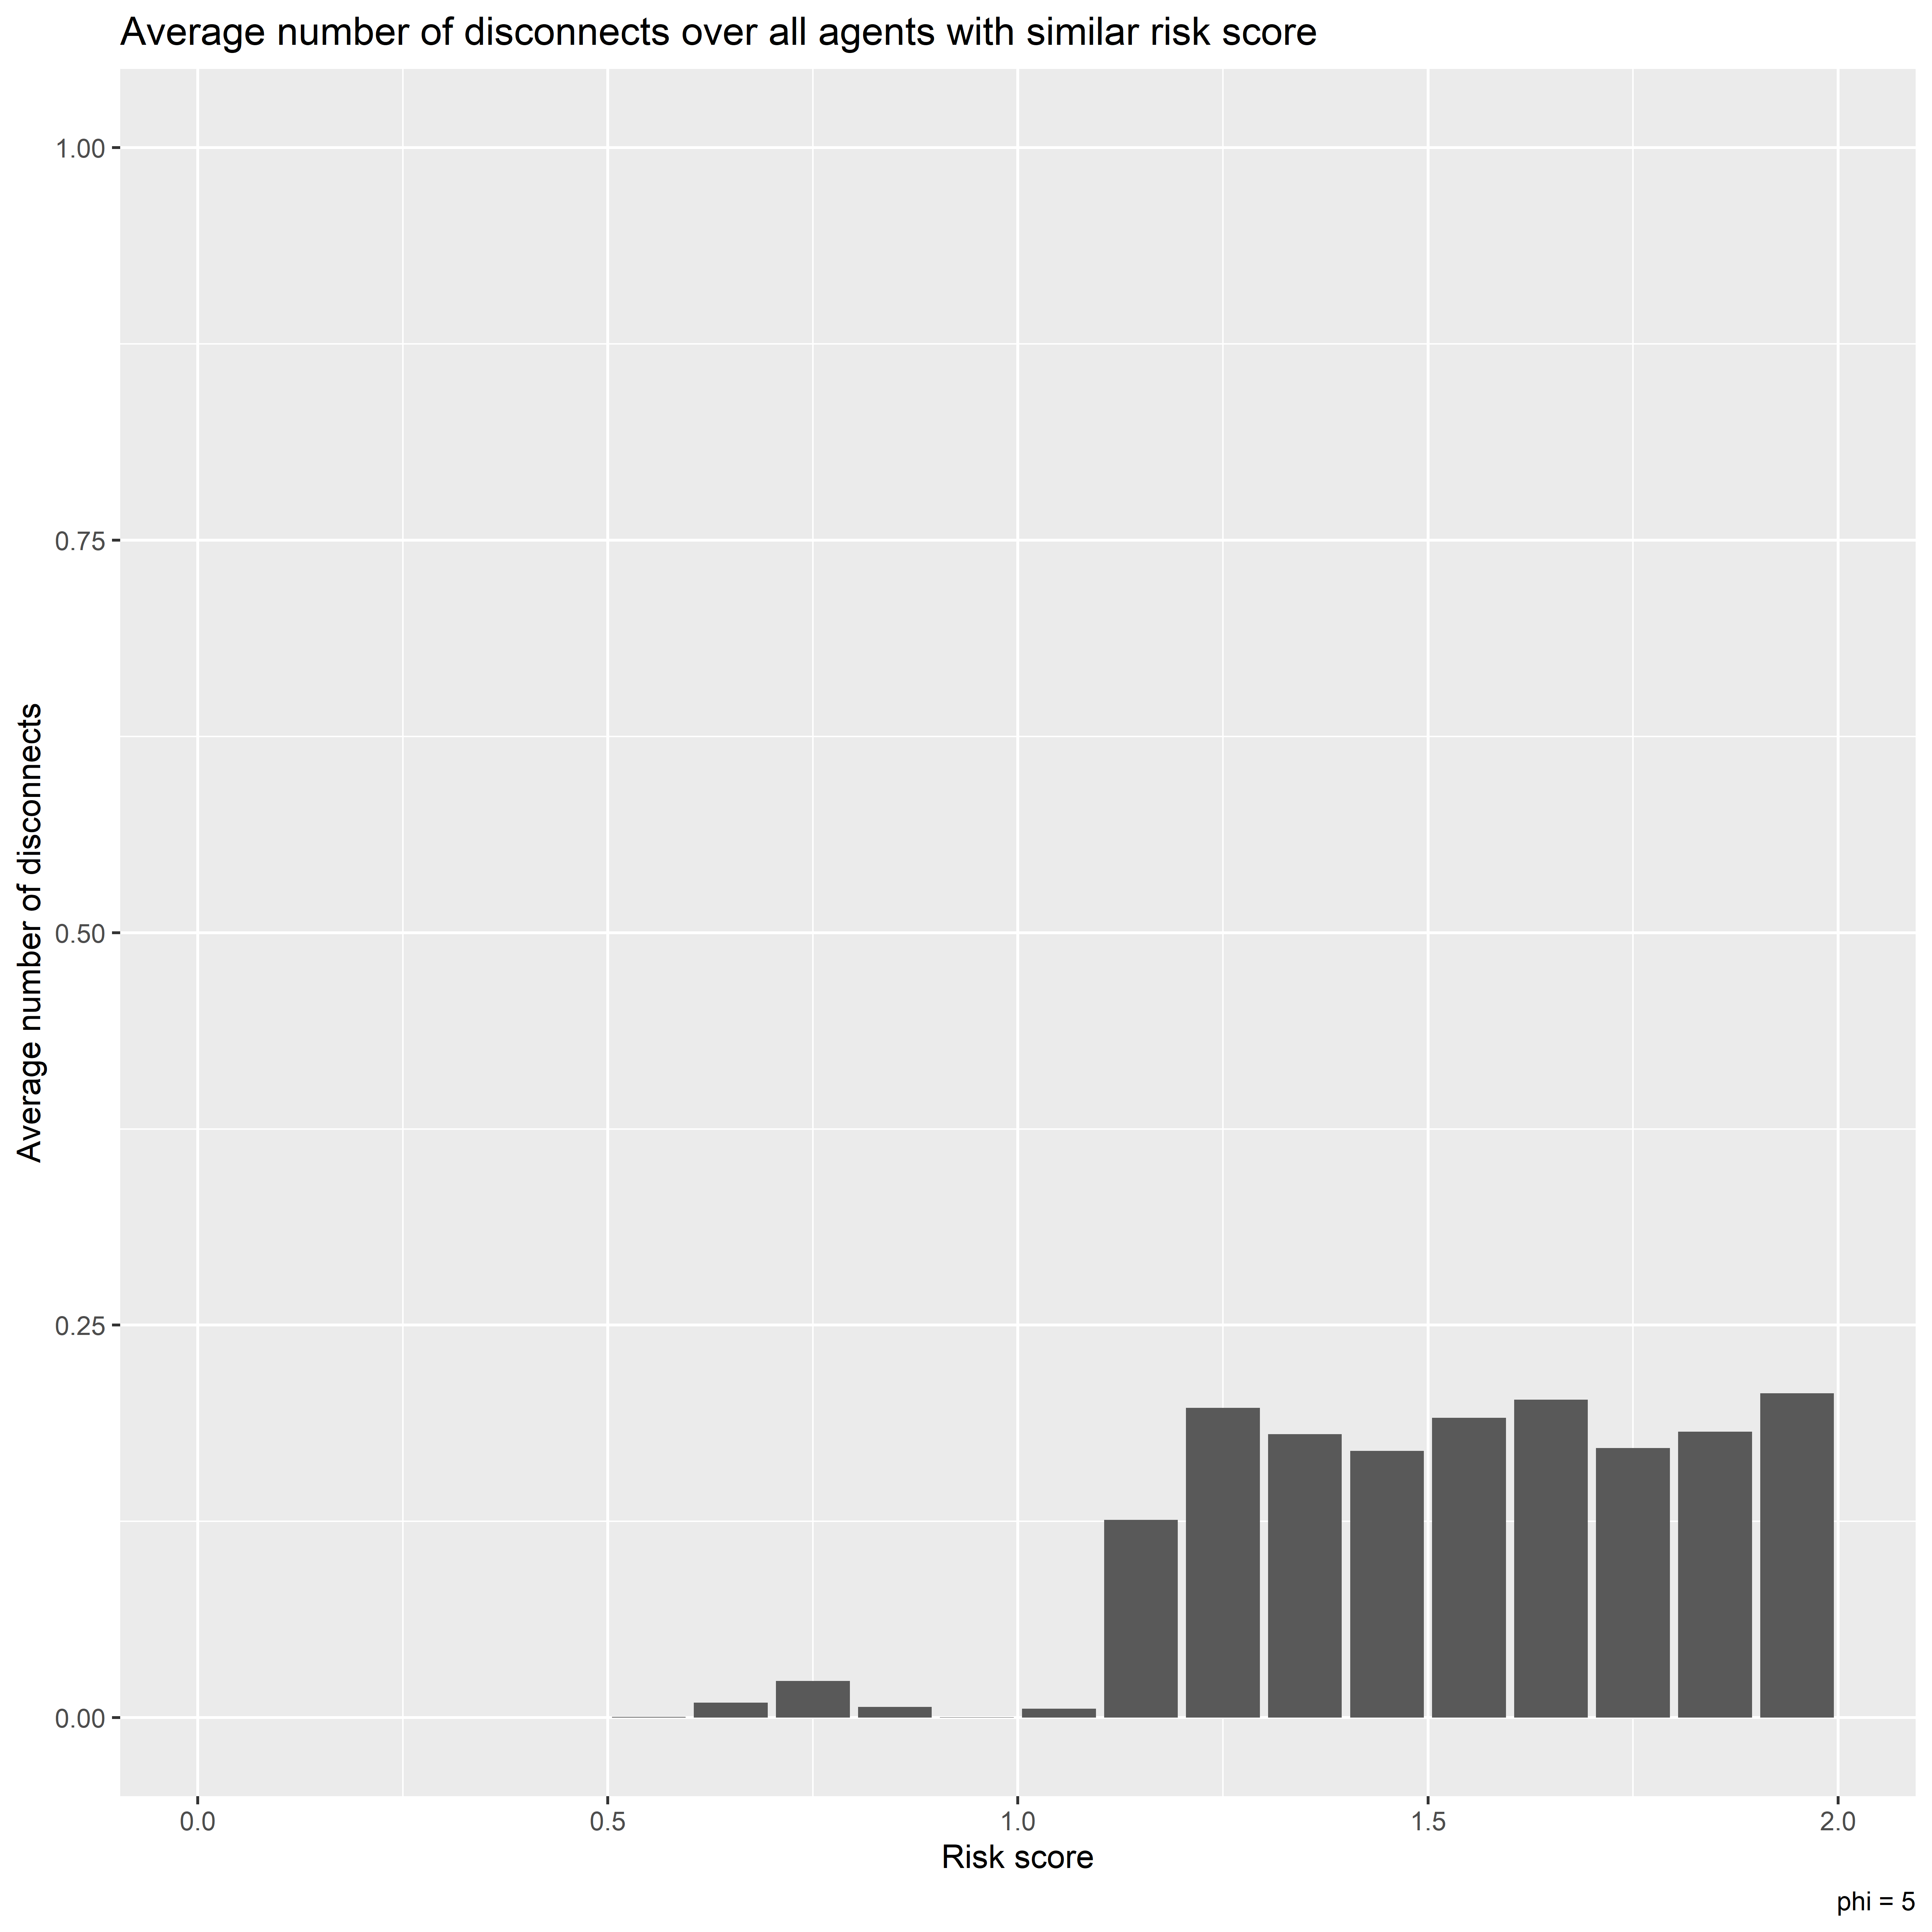 Average number of disconnects over all agents with similar risk score
1.00
0.75
0.50
0.25
0.00
Average number of disconnects
0.0 0.5 1.0 1.5 2.0
Risk score
phi = 5